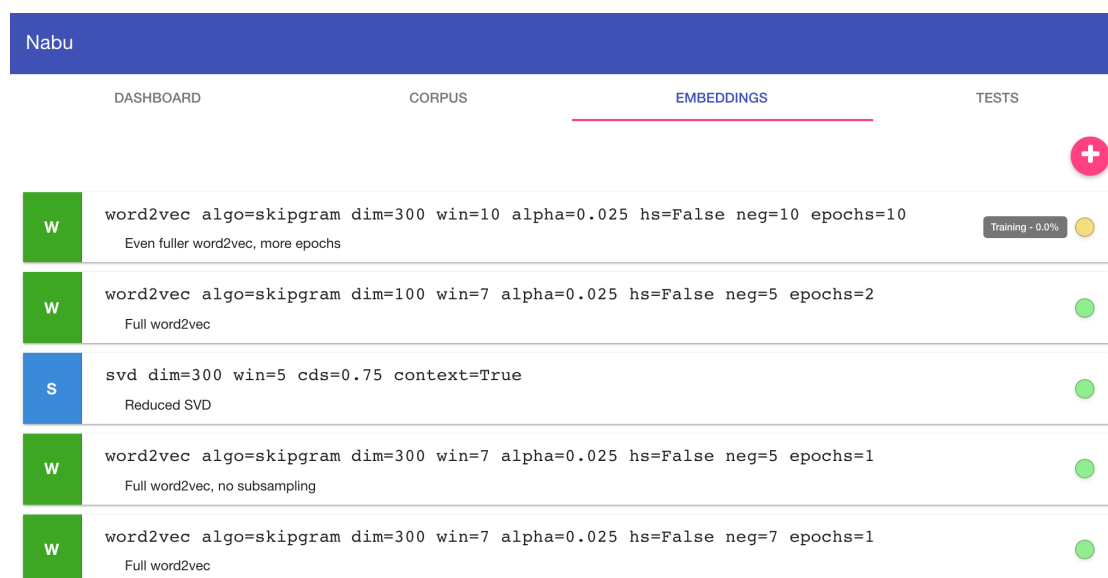 Nabu
DASHBOARD CORPUS EMBEDDINGS TESTS
+
W
word2vec algo=skipgram dim=300 win=10 alpha=0.025 hs=False neg=10 epochs=10
Even fuller word2vec, more epochs
Training - 0.0%
W
word2vec algo=skipgram dim=100 win=7 alpha=0.025 hs=False neg=5 epochs=2
Full word2vec
S
svd dim=300 win=5 cds=0.75 context=True
Reduced SVD
W
word2vec algo=skipgram dim=300 win=7 alpha=0.025 hs=False neg=5 epochs=1
Full word2vec, no subsampling
W
word2vec algo=skipgram dim=300 win=7 alpha=0.025 hs=False neg=7 epochs=1
Full word2vec